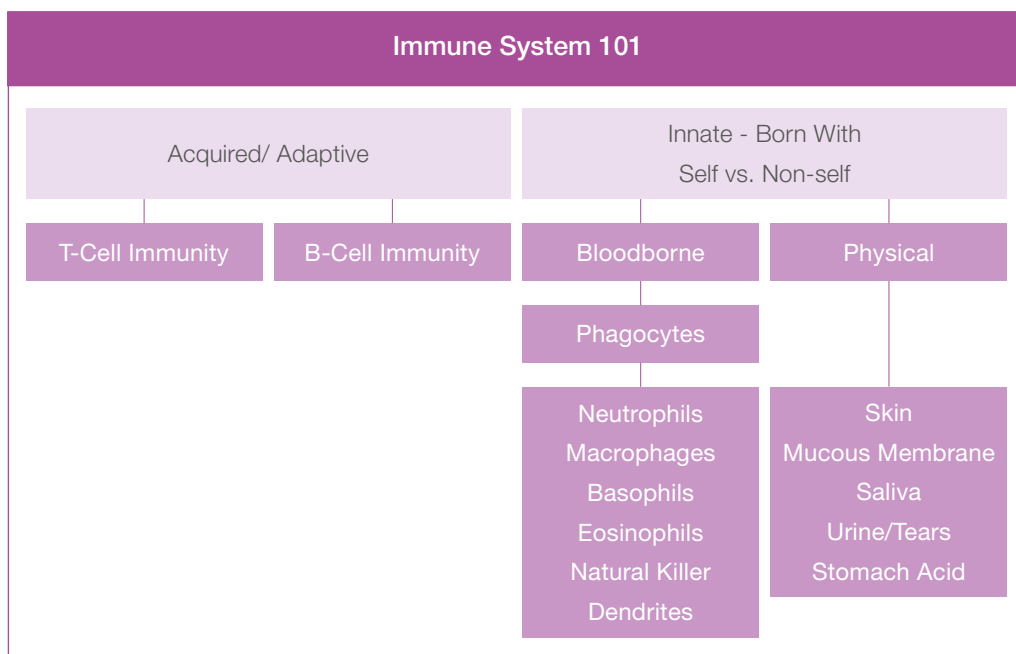 Immune System 101
Acquired/ Adaptive
Innate - Born With
Self vs. Non-self
T-Cell Immunity
B-Cell Immunity
Bloodborne
Physical
Phagocytes
Neutrophils
Macrophages
Basophils
Eosinophils
Natural Killer
Dendrites
Skin
Mucous Membrane
Saliva
Urine/Tears
Stomach Acid